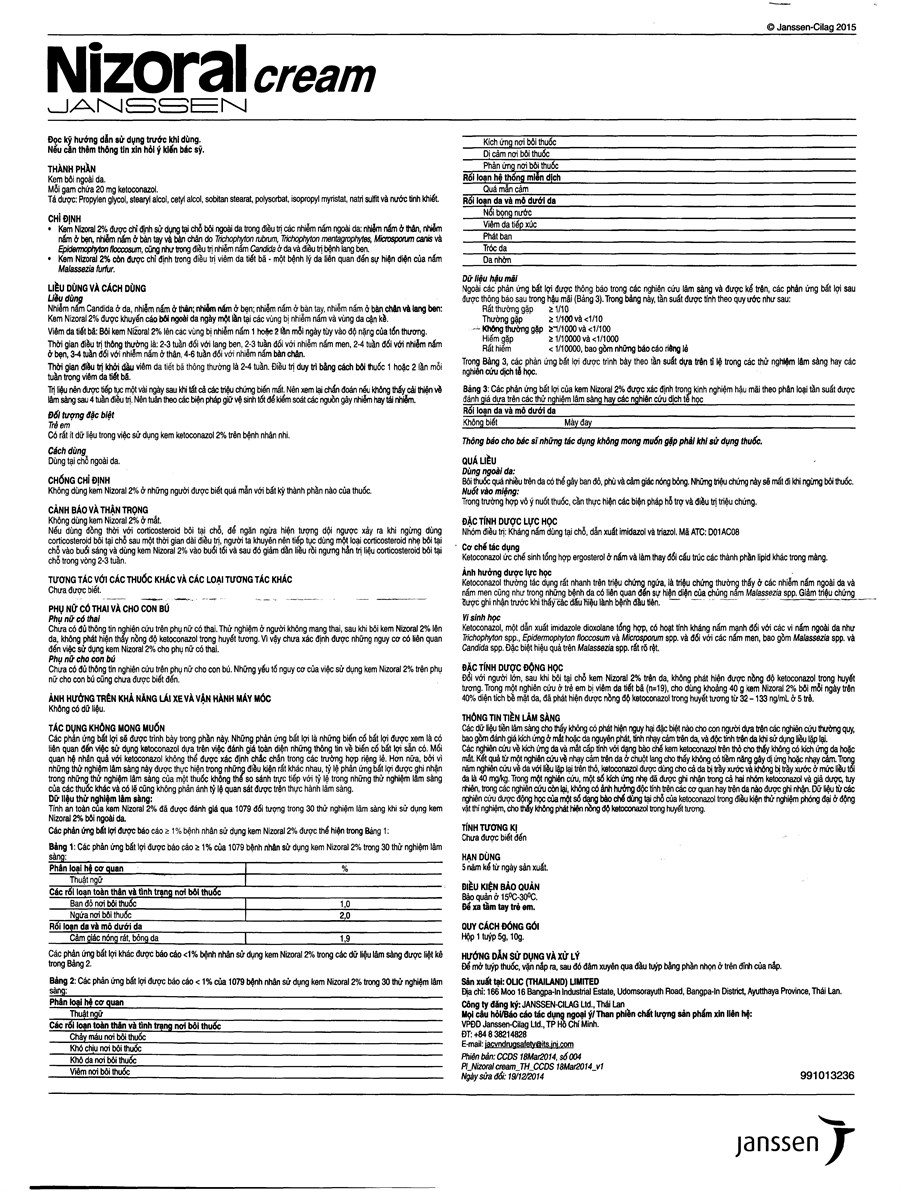 © Janssen-Cilag 2015
Nizoral cream
JANSSEN
Đọc kỹ hướng dẫn sử dụng trước khi dùng.
Nếu cần thêm thông tin xin hỏi ý kiến bác sỹ.
THÀNH PHẦN
Kem bôi ngoài da.
Mỗi gam chứa 20 mg ketoconazol.
Tá dược: Propylen glycol, stearyl alcol, cetyl alcol, sobitan stearat, polysorbat, isopropyl myristat, natri sulfit và nước tinh khiết.
CHỈ ĐỊNH
• Kem Nizoral 2% được chỉ định sử dụng tại chỗ bôi ngoài da trong điều trị các nhiễm nấm ngoài da: nhiễm nấm ở thân, nhiễm
nấm ở bẹn, nhiễm nấm ở bàn tay và bàn chân do Trichophyton rubrum, Trichophyton mentagrophytes, Microsporum canis và
Epidermophyton floccosum, cũng như trong điều trị nhiễm nấm Candida ở da và điều trị bệnh lang ben.
• Kem Nizoral 2% còn được chỉ định trong điều trị viêm da tiết bã - một bệnh lý da liên quan đến sự hiện diện của nấm
Malassezia furfur.
LIỀU DÙNG VÀ CÁCH DÙNG
Liều dùng
Nhiễm nấm Candida ở da, nhiễm nấm ở thân; nhiễm nấm ở bẹn; nhiễm nấm ở bàn tay, nhiễm nấm ở bàn chân và lang ben:
Kem Nizoral 2% được khuyến cáo bôi ngoài da ngày một lần tại các vùng bị nhiễm nấm và vùng da cận kề.
Viêm da tiết bã: Bôi kem Nizoral 2% lên các vùng bị nhiễm nấm 1 hoặc 2 lần mỗi ngày tùy vào độ nặng của tổn thương.
Thời gian điều trị thông thường là: 2-3 tuần đối với lang ben, 2-3 tuần đối với nhiễm nấm men, 2-4 tuần đối với nhiễm nấm
ở bẹn, 3-4 tuần đối với nhiễm nấm ở thân, 4-6 tuần đối với nhiễm nấm bàn chân.
Thời gian điều trị khởi đầu viêm da tiết bã thông thường là 2-4 tuần. Điều trị duy trì bằng cách bôi thuốc 1 hoặc 2 lần mỗi
tuần trong viêm da tiết bã.
Trị liệu nên được tiếp tục một vài ngày sau khi tất cả các triệu chứng biến mất. Nên xem lại chẩn đoán nếu không thấy cải thiện về
lâm sàng sau 4 tuần điều trị. Nên tuân theo các biện pháp giữ vệ sinh tốt để kiểm soát các nguồn gây nhiễm hay tái nhiễm.
Đối tượng đặc biệt
Trẻ em
Có rất ít dữ liệu trong việc sử dụng kem ketoconazol 2% trên bệnh nhân nhi.
Cách dùng
Dùng tại chỗ ngoài da.
CHỐNG CHỈ ĐỊNH
Không dùng kem Nizoral 2% ở những người được biết quá mẫn với bất kỳ thành phần nào của thuốc.
CẢNH BÁO VÀ THẬN TRỌNG
Không dùng kem Nizoral 2% ở mắt.
Nếu dùng đồng thời với corticosteroid bôi tại chỗ, để ngăn ngừa hiện tượng dội ngược xảy ra khi ngừng dùng
corticosteroid bôi tại chỗ sau một thời gian dài điều trị, người ta khuyên nên tiếp tục dùng một loại corticosteroid nhẹ bôi tại
chỗ vào buổi sáng và dùng kem Nizoral 2% vào buổi tối và sau đó giảm dần liều rồi ngưng hẳn trị liệu corticosteroid bôi tại
chỗ trong vòng 2-3 tuần.
TƯƠNG TÁC VỚI CÁC THUỐC KHÁC VÀ CÁC LOẠI TƯƠNG TÁC KHÁC
Chưa được biết.
PHỤ NỮ CÓ THAI VÀ CHO CON BÚ
Phụ nữ có thai
Chưa có đủ thông tin nghiên cứu trên phụ nữ có thai. Thử nghiệm ở người không mang thai, sau khi bôi kem Nizoral 2% lên
da, không phát hiện thấy nồng độ ketoconazol trong huyết tương. Vì vậy chưa xác định được những nguy cơ có liên quan
đến việc sử dụng kem Nizoral 2% cho phụ nữ có thai.
Phụ nữ cho con bú
Chưa có đủ thông tin nghiên cứu trên phụ nữ cho con bú. Những yếu tố nguy cơ của việc sử dụng kem Nizoral 2% trên phụ
nữ cho con bú cũng chưa được biết đến.
ẢNH HƯỞNG TRÊN KHẢ NĂNG LÁI XE VÀ VẬN HÀNH MÁY MÓC
Không có dữ liệu.
TÁC DỤNG KHÔNG MONG MUỐN
Các phản ứng bất lợi sẽ được trình bày trong phần này. Những phản ứng bất lợi là những biến cố bất lợi được xem là có
liên quan đến việc sử dụng ketoconazol dựa trên việc đánh giá toàn diện những thông tin về biến cố bất lợi sẵn có. Mối
quan hệ nhân quả với ketoconazol không thể được xác định chắc chắn trong các trường hợp riêng lẻ. Hơn nữa, bởi vì
những thử nghiệm lâm sàng này được thực hiện trong những điều kiện rất khác nhau, tỷ lệ phản ứng bất lợi được ghi nhận
trong những thử nghiệm lâm sàng của một thuốc không thể so sánh trực tiếp với tỷ lệ trong những thử nghiệm lâm sàng
của các thuốc khác và có lẽ cũng không phản ánh tỷ lệ quan sát được trên thực hành lâm sàng.
Dữ liệu thử nghiệm lâm sàng:
Tính an toàn của kem Nizoral 2% đã được đánh giá qua 1079 đối tượng trong 30 thử nghiệm lâm sàng khi sử dụng kem
Nizoral 2% bôi ngoài da.
Các phản ứng bất lợi được báo cáo ≥ 1% bệnh nhân sử dụng kem Nizoral 2% được thể hiện trong Bảng 1:
Bảng 1: Các phản ứng bất lợi được báo cáo ≥ 1% của 1079 bệnh nhân sử dụng kem Nizoral 2% trong 30 thử nghiệm lâm
sàng:
Phân loại hệ cơ quan %
Thuật ngữ
Các rối loạn toàn thân và tình trạng nơi bôi thuốc
Ban đỏ nơi bôi thuốc 1,0
Ngứa nơi bôi thuốc 2,0
Rối loạn da và mô dưới da
Cảm giác nóng rát, bỏng da 1,9
Các phản ứng bất lợi khác được báo cáo <1% bệnh nhân sử dụng kem Nizoral 2% trong các dữ liệu lâm sàng được liệt kê
trong Bảng 2.
Bảng 2: Các phản ứng bất lợi được báo cáo < 1% của 1079 bệnh nhân sử dụng kem Nizoral 2% trong 30 thử nghiệm lâm
sàng:
Phân loại hệ cơ quan
Thuật ngữ
Các rối loạn toàn thân và tình trạng nơi bôi thuốc
Chảy máu nơi bôi thuốc
Khó chịu nơi bôi thuốc
Khô da nơi bôi thuốc
Viêm nơi bôi thuốc
Kích ứng nơi bôi thuốc
Dị cảm nơi bôi thuốc
Phản ứng nơi bôi thuốc
Rối loạn hệ thống miễn dịch
Quá mẫn cảm
Rối loạn da và mô dưới da
Nổi bọng nước
Viêm da tiếp xúc
Phát ban
Tróc da
Da nhờn
Dữ liệu hậu mãi
Ngoài các phản ứng bất lợi được thông báo trong các nghiên cứu lâm sàng và được kể trên, các phản ứng bất lợi sau
được thông báo sau trong hậu mãi (Bảng 3). Trong bảng này, tần suất được tính theo quy ước như sau:
Rất thường gặp ≥ 1/10
Thường gặp ≥ 1/100 và <1/10
Không thường gặp ≥ 1/1000 và <1/100
Hiếm gặp ≥ 1/10000 và <1/1000
Rất hiếm < 1/10000, bao gồm những báo cáo riêng lẻ
Trong Bảng 3, các phản ứng bất lợi được trình bày theo tần suất dựa trên tỉ lệ trong các thử nghiệm lâm sàng hay các
nghiên cứu dịch tễ học.
Bảng 3: Các phản ứng bất lợi của kem Nizoral 2% được xác định trong kinh nghiệm hậu mãi theo phân loại tần suất được
đánh giá dựa trên các thử nghiệm lâm sàng hay các nghiên cứu dịch tễ học
Rối loạn da và mô dưới da
Không biết Mày đay
Thông báo cho bác sĩ những tác dụng không mong muốn gặp phải khi sử dụng thuốc.
QUÁ LIỀU
Dùng ngoài da:
Bôi thuốc quá nhiều trên da có thể gây ban đỏ, phù và cảm giác nóng bỏng. Những triệu chứng này sẽ mất đi khi ngừng bôi thuốc.
Nuốt vào miệng:
Trong trường hợp vô ý nuốt thuốc, cần thực hiện các biện pháp hỗ trợ và điều trị triệu chứng.
ĐẶC TÍNH DƯỢC LỰC HỌC
Nhóm điều trị: Kháng nấm dùng tại chỗ, dẫn xuất imidazol và triazol. Mã ATC: D01AC08
Cơ chế tác dụng
Ketoconazol ức chế sinh tổng hợp ergosterol ở nấm và làm thay đổi cấu trúc các thành phần lipid khác trong màng.
Ảnh hưởng dược lực học
Ketoconazol thường tác dụng rất nhanh trên triệu chứng ngứa, là triệu chứng thường thấy ở các nhiễm nấm ngoài da và
nấm men cũng như trong những bệnh da có liên quan đến sự hiện diện của chủng nấm Malassezia spp. Giảm triệu chứng
được ghi nhận trước khi thấy các dấu hiệu lành bệnh đầu tiên.
Vi sinh học
Ketoconazol, một dẫn xuất imidazole dioxolane tổng hợp, có hoạt tính kháng nấm mạnh đối với các vi nấm ngoài da như
Trichophyton spp., Epidermophyton floccosum và Microsporum spp. và đối với các nấm men, bao gồm Malassezia spp. và
Candida spp. Đặc biệt hiệu quả trên Malassezia spp. rất rõ rệt.
ĐẶC TÍNH DƯỢC ĐỘNG HỌC
Đối với người lớn, sau khi bôi tại chỗ kem Nizoral 2% trên da, không phát hiện được nồng độ ketoconazol trong huyết
tương. Trong một nghiên cứu ở trẻ em bị viêm da tiết bã (n=19), cho dùng khoảng 40 g kem Nizoral 2% bôi mỗi ngày trên
40% diện tích bề mặt da, đã phát hiện được nồng độ ketoconazol trong huyết tương từ 32 – 133 ng/mL ở 5 trẻ.
THÔNG TIN TIỀN LÂM SÀNG
Các dữ liệu tiền lâm sàng cho thấy không có phát hiện nguy hại đặc biệt nào cho con người dựa trên các nghiên cứu thường quy,
bao gồm đánh giá kích ứng ở mắt hoặc da nguyên phát, tính nhạy cảm trên da, và độc tính trên da khi sử dụng liều lặp lại.
Các nghiên cứu về kích ứng da và mắt cấp tính với dạng bào chế kem ketoconazol trên thỏ cho thấy không có kích ứng da hoặc
mắt. Kết quả từ một nghiên cứu về nhạy cảm trên da ở chuột lang cho thấy không có tiềm năng gây dị ứng hoặc nhạy cảm. Trong
năm nghiên cứu về da với liều lặp lại trên thỏ, ketoconazol được dùng cho cả da bị trầy xước và không bị trầy xước ở mức liều tối
đa là 40 mg/kg. Trong một nghiên cứu, một số kích ứng nhẹ đã được ghi nhận trong cả hai nhóm ketoconazol và giả dược, tuy
nhiên, trong các nghiên cứu còn lại, không có ảnh hưởng độc tính trên các cơ quan hay trên da nào được ghi nhận. Dữ liệu từ các
nghiên cứu dược động học của một số dạng bào chế dùng tại chỗ của ketoconazol trong điều kiện thử nghiệm phóng đại ở động
vật thí nghiệm, cho thấy không phát hiện nồng độ ketoconazol trong huyết tương.
TÍNH TƯƠNG KỊ
Chưa được biết đến
HẠN DÙNG
5 năm kể từ ngày sản xuất.
ĐIỀU KIỆN BẢO QUẢN
Bảo quản ở 15ºC-30ºC.
Để xa tầm tay trẻ em.
QUY CÁCH ĐÓNG GÓI
Hộp 1 tuýp 5g, 10g.
HƯỚNG DẪN SỬ DỤNG VÀ XỬ LÝ
Để mở tuýp thuốc, vặn nắp ra, sau đó đâm xuyên qua đầu tuýp bằng phần nhọn ở trên đỉnh của nắp.
Sản xuất tại: OLIC (THAILAND) LIMITED
Địa chỉ: 166 Moo 16 Bangpa-In Industrial Estate, Udomsorayuth Road, Bangpa-In District, Ayutthaya Province, Thái Lan.
Công ty đăng ký: JANSSEN-CILAG Ltd., Thái Lan
Mọi câu hỏi/Báo cáo tác dụng ngoại ý/ Than phiền chất lượng sản phẩm xin liên hệ:
VPĐD Janssen-Cilag Ltd., TP Hồ Chí Minh.
ĐT: +84 8 38214828
E-mail: jacvndrugsafety@its.jnj.com
Phiên bản: CCDS 18Mar2014, số 004
PI_Nizoral cream_TH_CCDS 18Mar2014_v1
Ngày sửa đổi: 19/12/2014
991013236
janssen